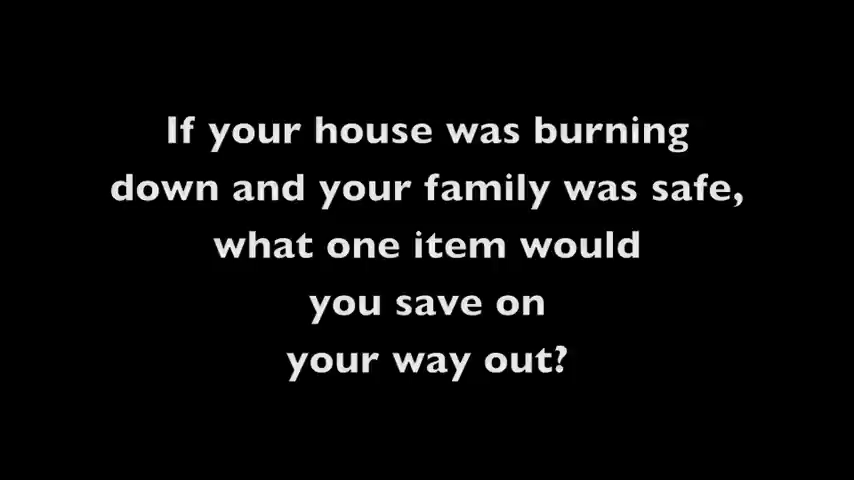 If your house was burning
down and your family was safe,
what one item would
you save on
your way out?